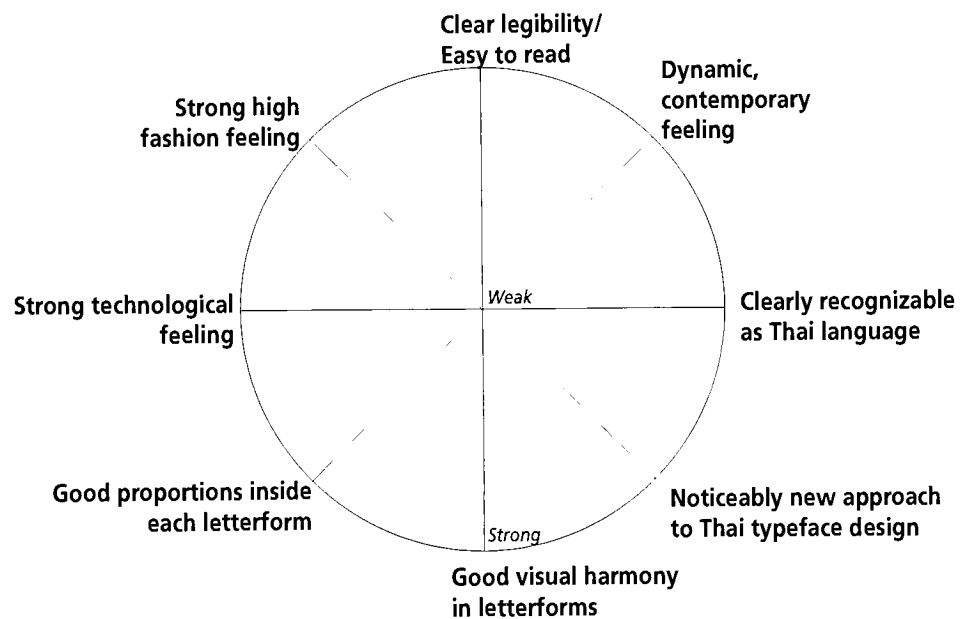 Clear legibility/
Easy to read
Dynamic,
contemporary
feeling
Strong high
fashion feeling
Weak
Strong technological
feeling
Clearly recognizable
as Thai language
Good proportions inside
each letterform
Noticeably new approach
to Thai typeface design
Strong
Good visual harmony
in letterforms